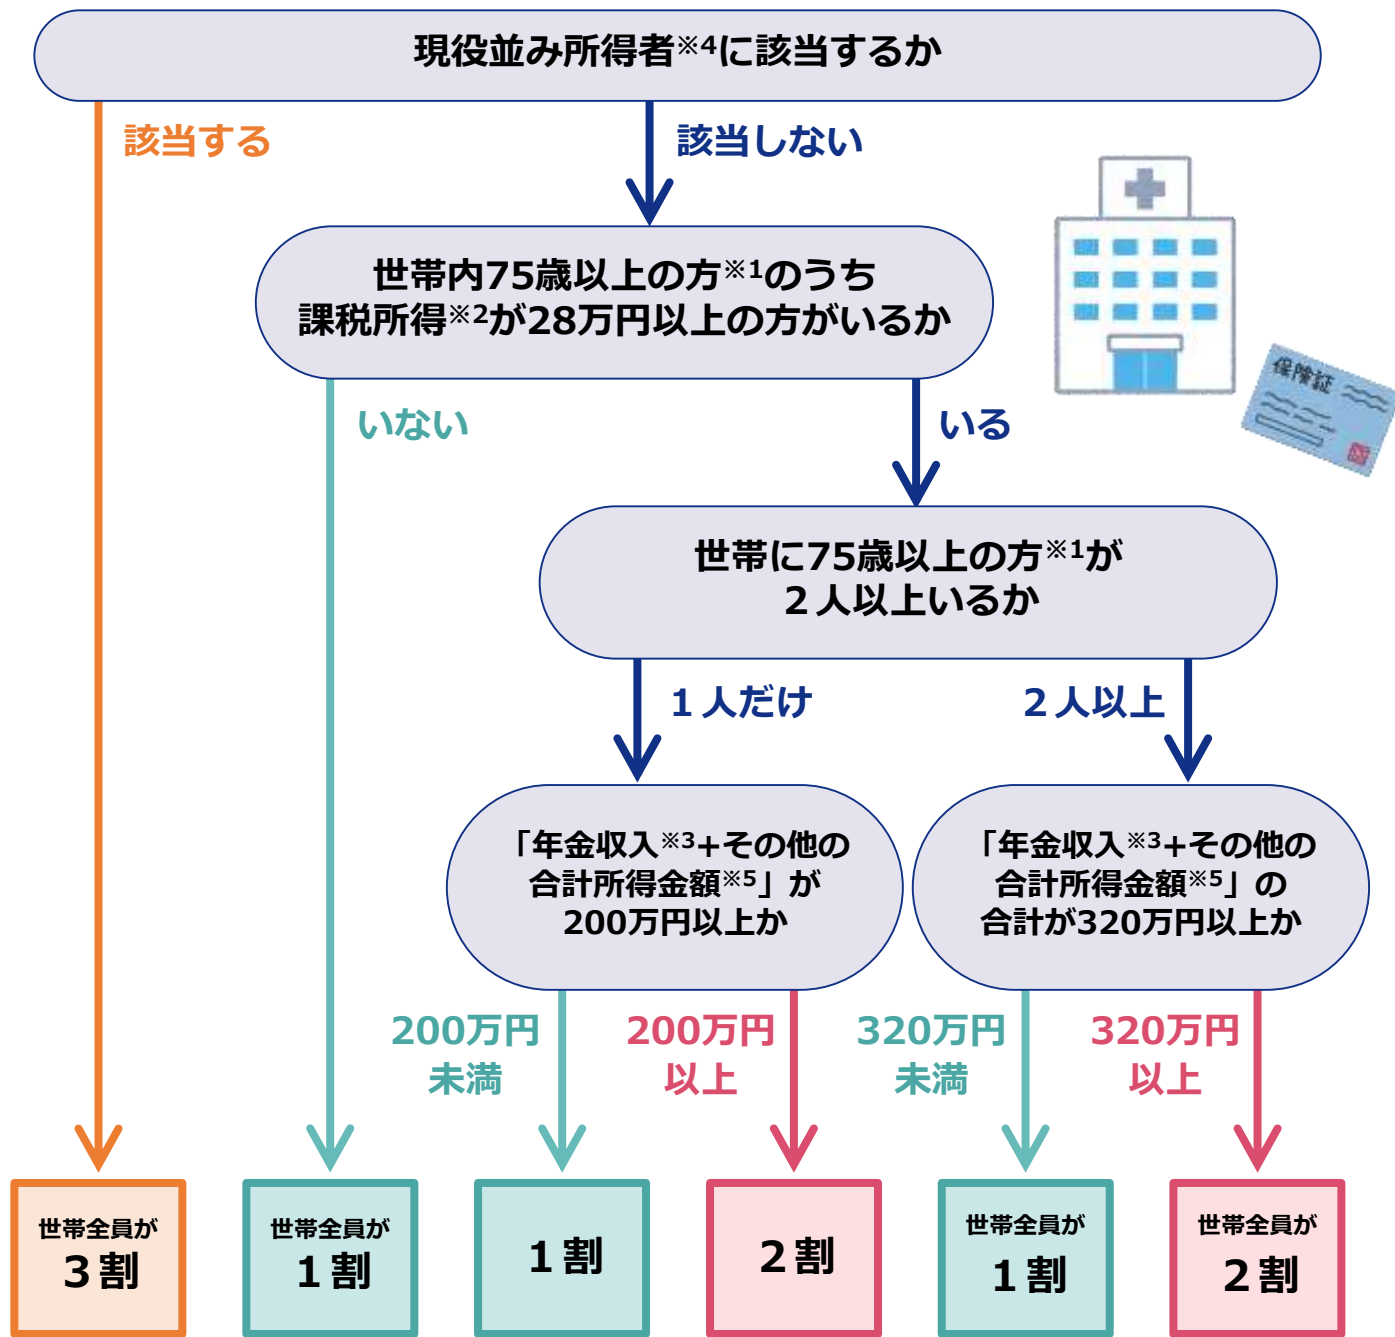 現役並み所得者※4に該当するか
該当する
該当しない
世帯内75歳以上の方※1のうち
課税所得※2が28万円以上の方がいるか
保険証
いない
いる
世帯に75歳以上の方※1が
２人以上いるか
１人だけ
２人以上
「年金収入※3+その他の
合計所得金額※5」が
200万円以上か
「年金収入※3+その他の
合計所得金額※5」の
合計が320万円以上か
200万円
未満
200万円
以上
320万円
未満
320万円
以上
世帯全員が
３割
世帯全員が
１割
１割
２割
世帯全員が
１割
世帯全員が
２割